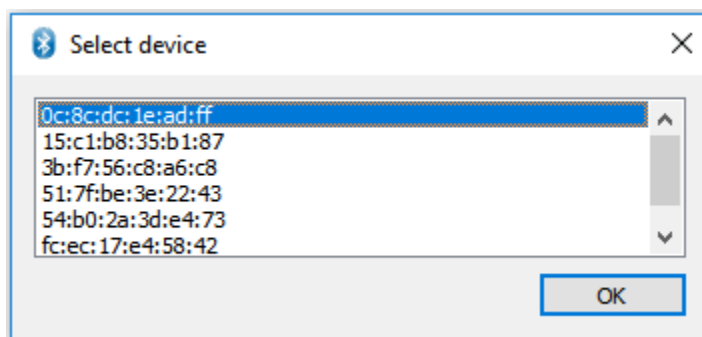 Select device
0c:8c:dc:1e:ad:ff
15:c1:b8:35:b1:87
3b:f7:56:c8:a6:c8
51:7f:be:3e:22:43
54:b0:2a:3d:e4:73
fc:ec:17:e4:58:42
OK